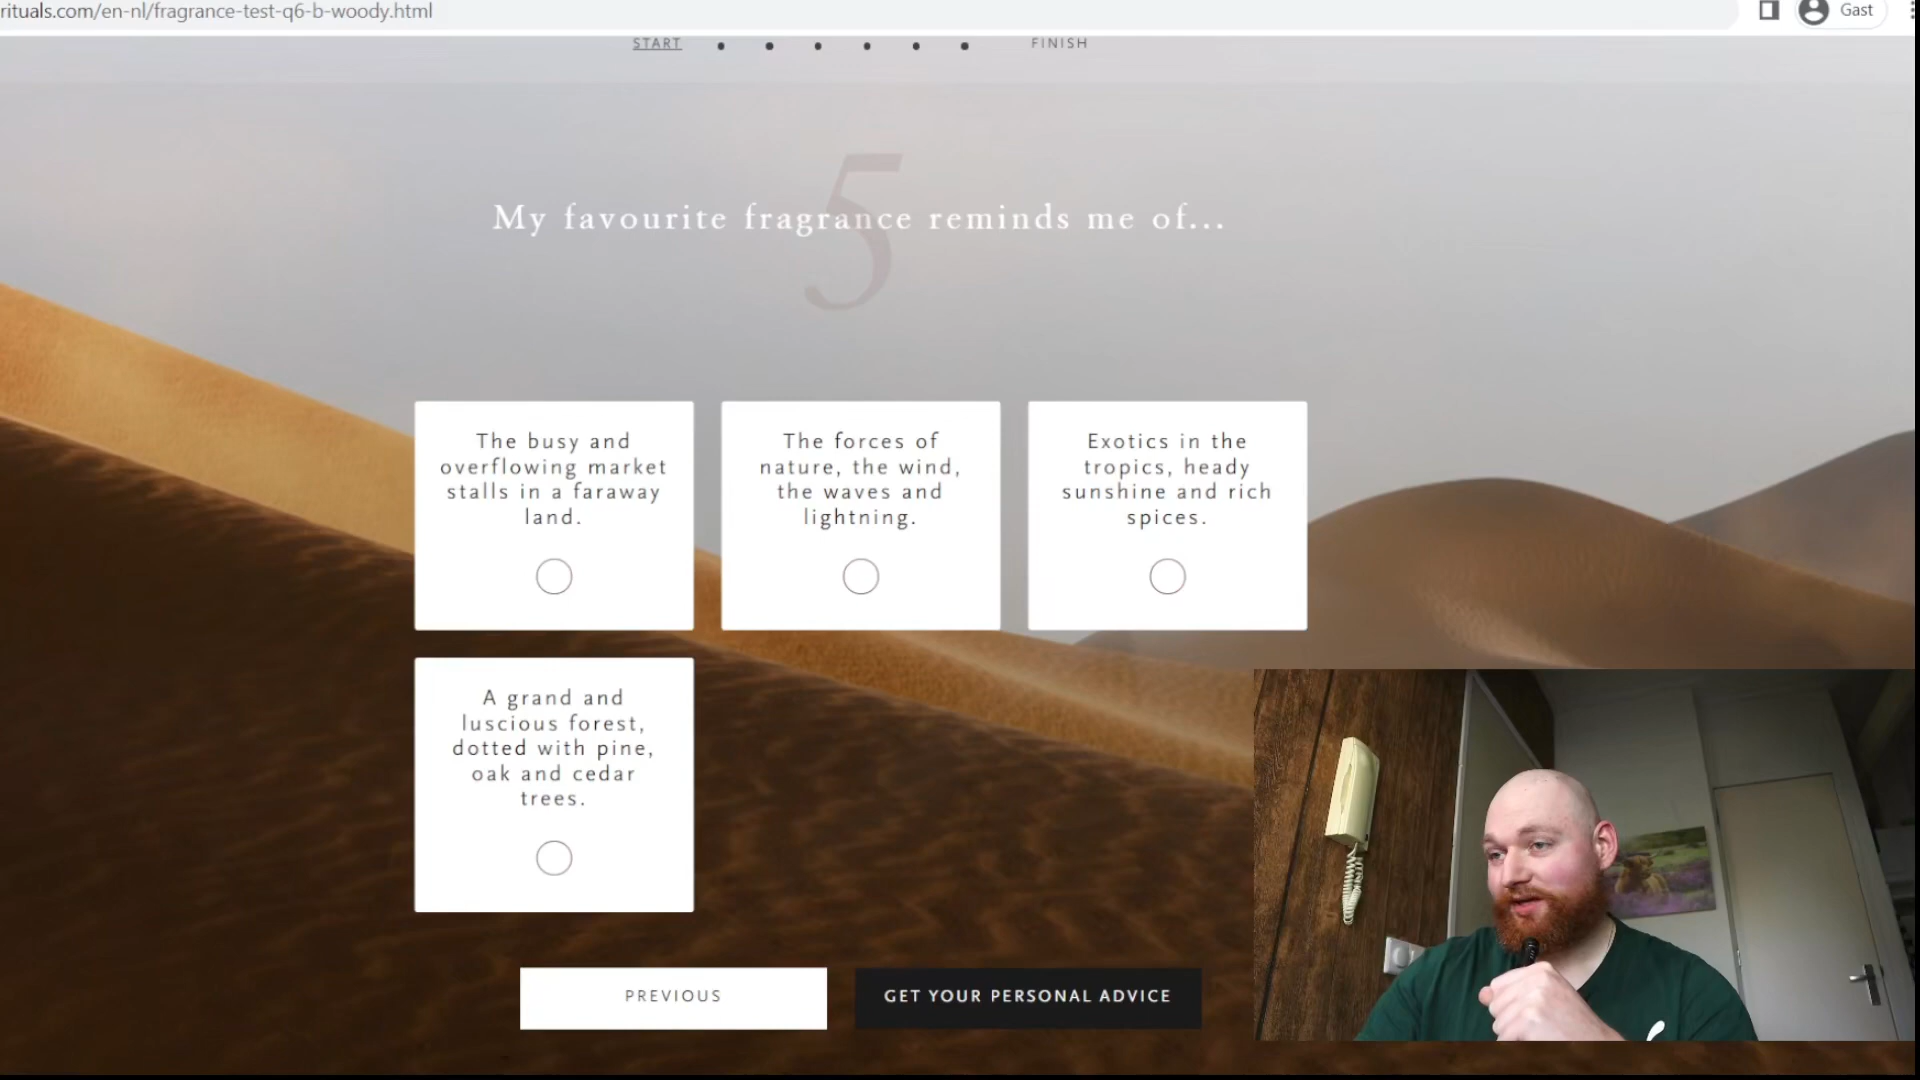 rituals.com/en-nl/fragrance-test-q6-b-woody.html
Gast
START
FINISH
5
My favourite fragrance reminds me of...
The busy and
overflowing market
stalls in a faraway
land.
The forces of
nature, the wind,
the waves and
lightning.
Exotics in the
tropics, heady
sunshine and rich
spices.
A grand and
luscious forest,
dotted with pine,
oak and cedar
trees.
PREVIOUS
GET YOUR PERSONAL ADVICE